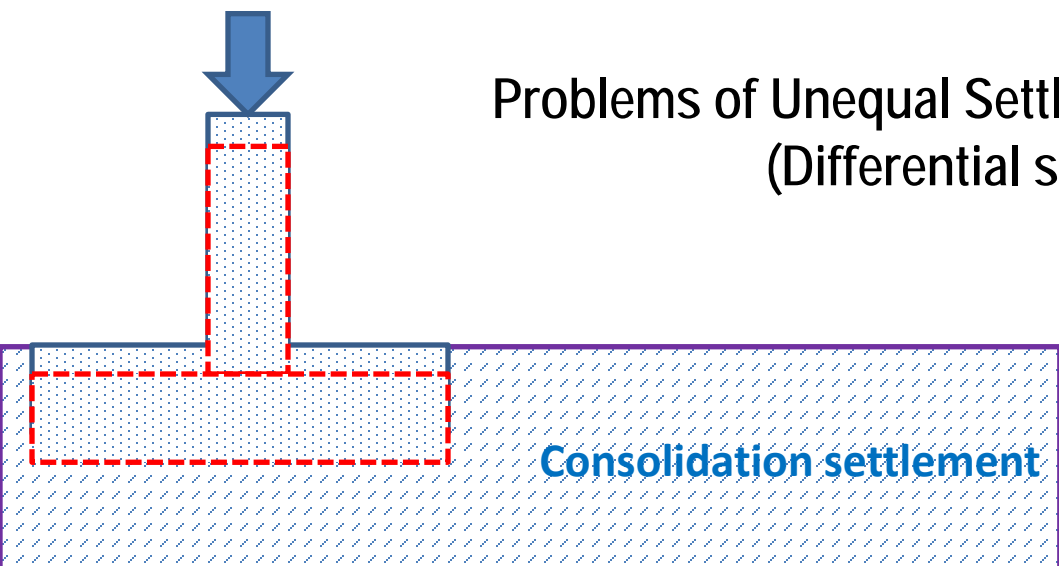 Problems of Unequal Settl
(Differential s
Consolidation settlement